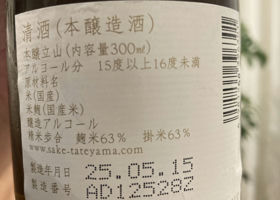 清酒(本醸造酒)
本醸立山(内容量300㎖)
アルコール分 15度以上16度未満
原材料名
米(国産)
米麹(国産米)
醸造アルコール
精米歩合 麹米63% 掛米63%
www.sake-tateyama.com
製造年月日 25.05.15
製造番号 AD12528Z